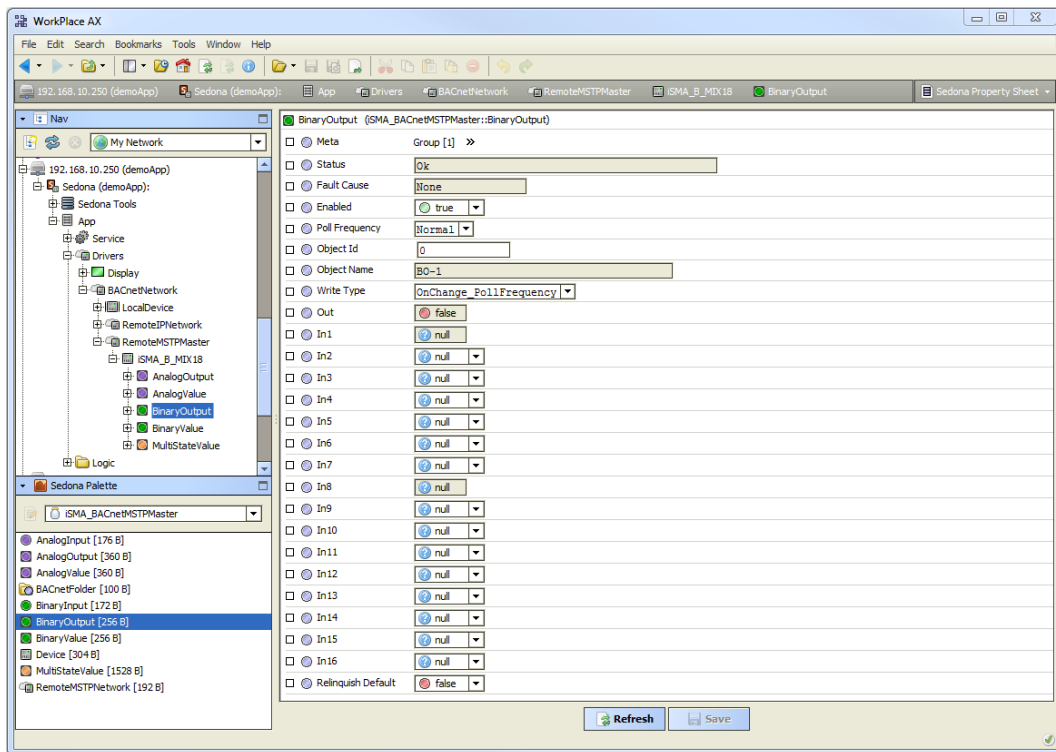 WorkPlace AX
File Edit Search Bookmarks Tools Window Help
192.168.10.250 (demoApp) Sedona (demoApp): App Drivers BACnetNetwork RemoteMSTPMaster iSMA_B_MIX18 BinaryOutput Sedona Property Sheet
Nav
My Network
192.168.10.250 (demoApp)
Sedona (demoApp):
Sedona Tools
App
Service
Drivers
Display
BACnetNetwork
LocalDevice
RemoteIPNetwork
RemoteMSTPMaster
iSMA_B_MIX18
AnalogOutput
AnalogValue
BinaryOutput
BinaryValue
MultiStateValue
Logic
Sedona Palette
iSMA_BACnetMSTPMaster
AnalogInput [176 B]
AnalogOutput [360 B]
AnalogValue [360 B]
BACnetFolder [100 B]
BinaryInput [172 B]
BinaryOutput [256 B]
BinaryValue [256 B]
Device [304 B]
MultiStateValue [1528 B]
RemoteMSTPNetwork [192 B]
BinaryOutput (iSMA_BACnetMSTPMaster::BinaryOutput)
Meta Group [1] »
Status Ok
Fault Cause None
Enabled true
Poll Frequency Normal
Object Id 0
Object Name BO-1
Write Type OnChange_PollFrequency
Out false
In1 null
In2 null
In3 null
In4 null
In5 null
In6 null
In7 null
In8 null
In9 null
In10 null
In11 null
In12 null
In13 null
In14 null
In15 null
In16 null
Relinquish Default false
Refresh Save